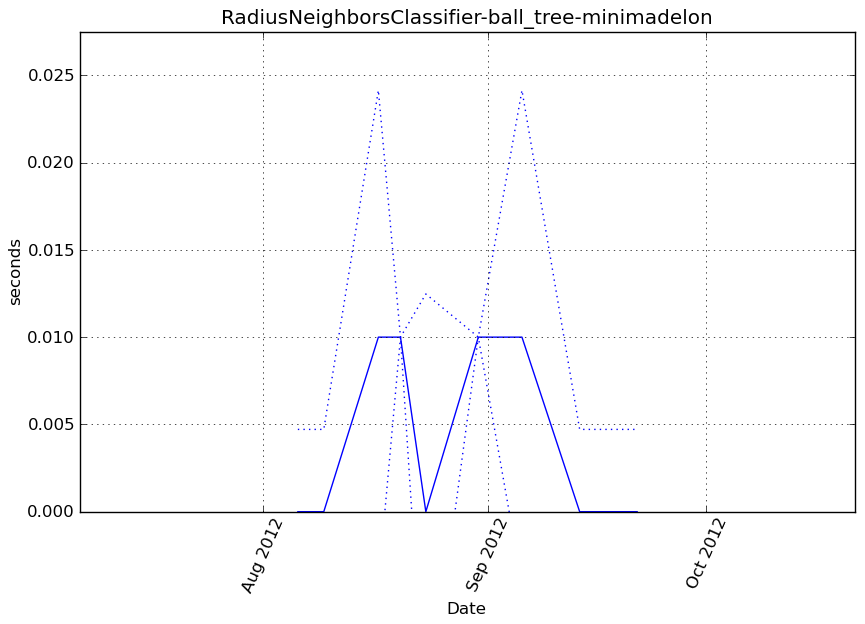 RadiusNeighborsClassifier-ball_tree-minimadelon
0.025
0.020
0.015
0.010
0.005
0.000
seconds
Aug 2012
Sep 2012
Oct 2012
Date